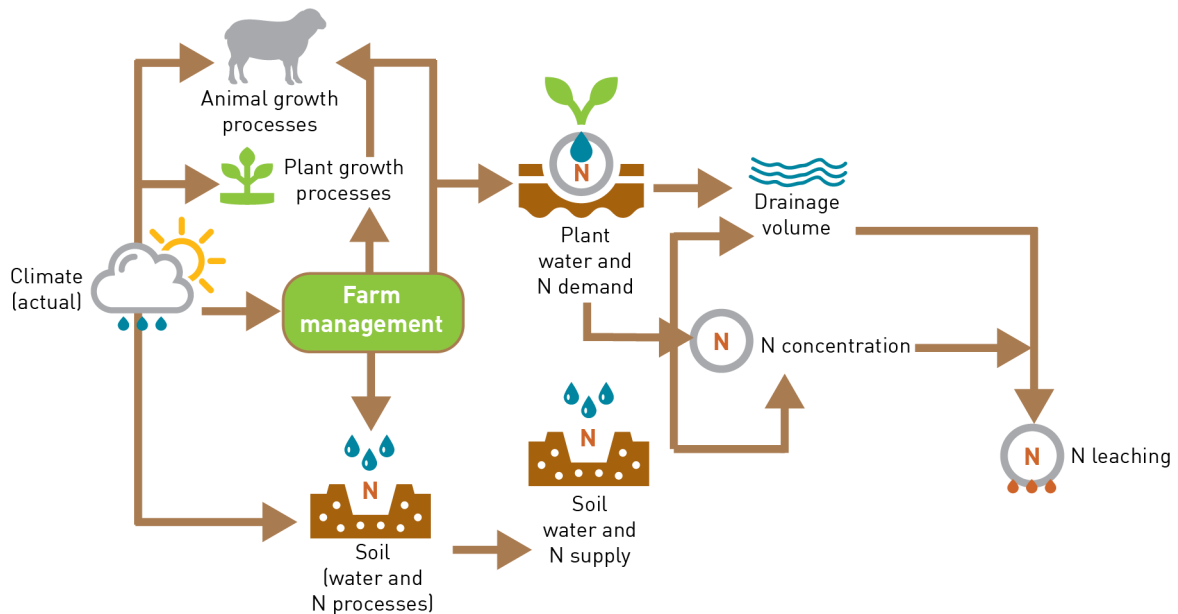 Animal growth
processes
Plant growth
processes
Climate
(actual)
Farm
management
N
Soil
(water and
N processes)
N
Plant
water and
N demand
N
Soil
water and
N supply
Drainage
volume
N
N concentration
N
N leaching